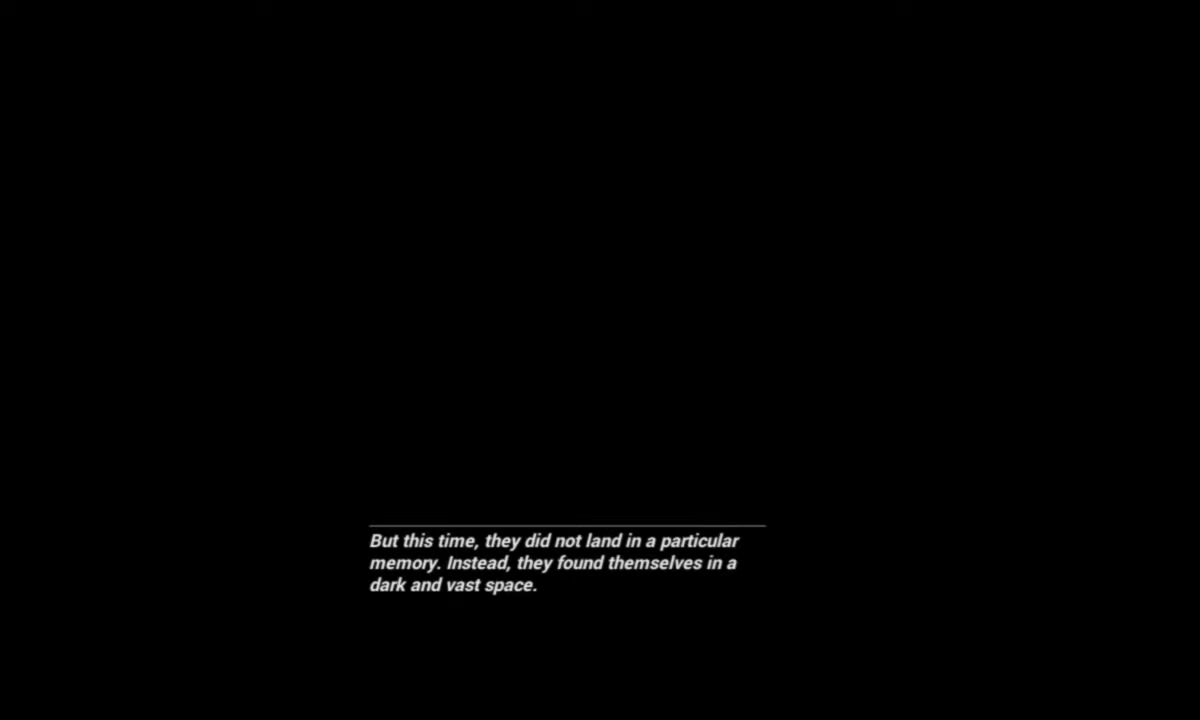 But this time, they did not land in a particular
memory. Instead, they found themselves in a
dark and vast space.